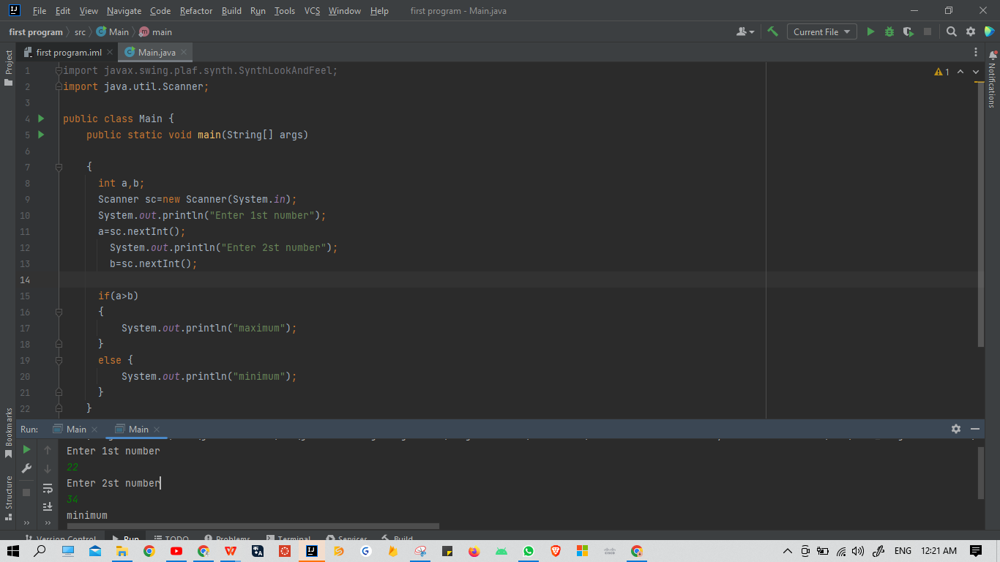 File Edit View Navigate Code Refactor Build Run Tools VCS Window Help first program - Main.java
first program src Main main Current File
Project
first program.iml Main.java
Notifications
1 import javax.swing.plaf.synth.SynthLookAndFeel;
2 import java.util.Scanner;
3
4 public class Main {
5 public static void main(String[] args)
6
7 {
8 int a,b;
9 Scanner sc=new Scanner(System.in);
10 System.out.println("Enter 1st number");
11 a=sc.nextInt();
12 System.out.println("Enter 2st number");
13 b=sc.nextInt();
14
15 if(a>b)
16 {
17 System.out.println("maximum");
18 }
19 else {
20 System.out.println("minimum");
21 }
22 }
1
Bookmarks
Structure
Run: Main Main
Enter 1st number
22
Enter 2st number
34
minimum
Version Control Run TODO Problems Terminal Services Build
ENG 12:21 AM